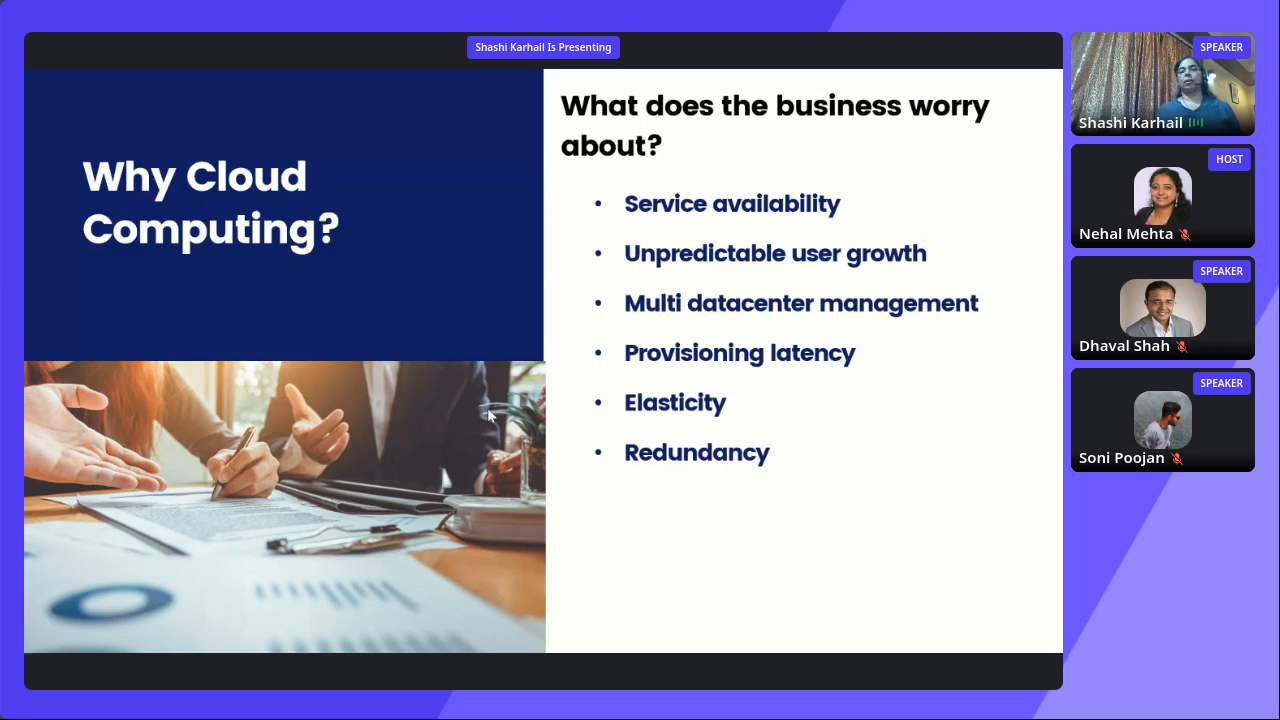 Shashi Karhail Is Presenting
Why Cloud
Computing?
What does the business worry
about?
• Service availability
• Unpredictable user growth
• Multi datacenter management
• Provisioning latency
• Elasticity
• Redundancy
SPEAKER
Shashi Karhail
HOST
Nehal Mehta
SPEAKER
Dhaval Shah
SPEAKER
Soni Poojan